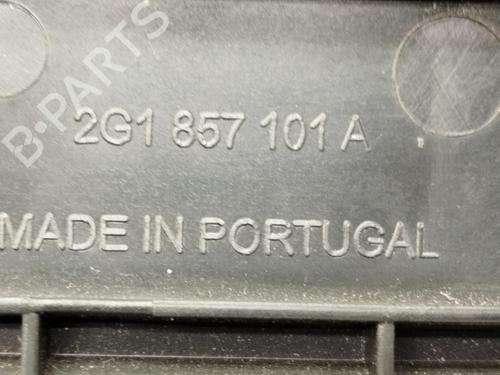 B-PARTS
2G1 857 101 A
MADE IN PORTUGAL